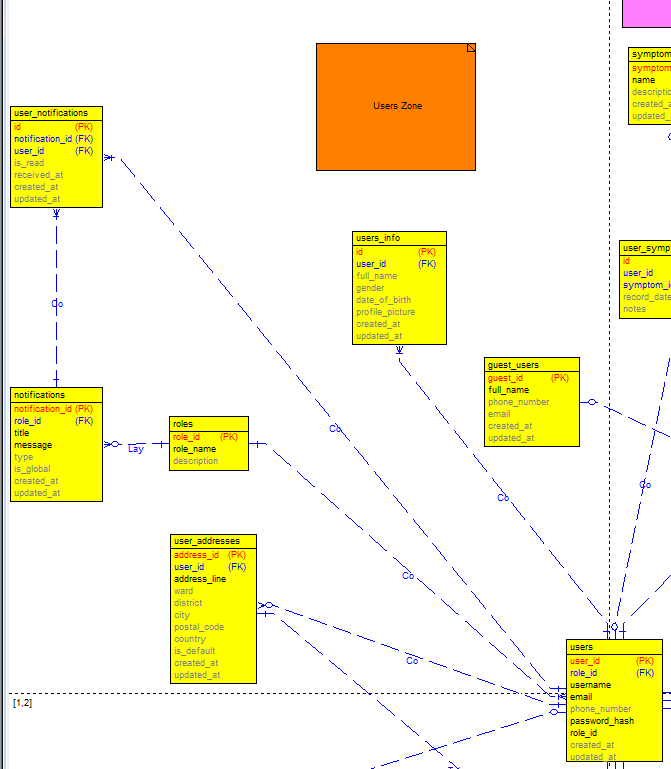 Users Zone
symptom
symptom
name
descriptio
created_a
updated_
user_notifications
id (PK)
notification_id (FK)
user_id (FK)
is_read
received_at
created_at
updated_at
users_info
id (PK)
user_id (FK)
full_name
gender
date_of_birth
profile_picture
created_at
updated_at
user_symp
id
user_id
symptom_i
record_date
notes
Co
guest_users
guest_id (PK)
full_name
phone_number
email
created_at
updated_at
notifications
notification_id (PK)
role_id (FK)
title
message
type
is_global
created_at
updated_at
Lay
roles
role_id (PK)
role_name
description
Co
Co
Co
Co
user_addresses
address_id (PK)
user_id (FK)
address_line
ward
district
city
postal_code
country
is_default
created_at
updated_at
Co
users
user_id (PK)
role_id (FK)
username
email
phone_number
password_hash
role_id
created_at
updated_at
[1,2]